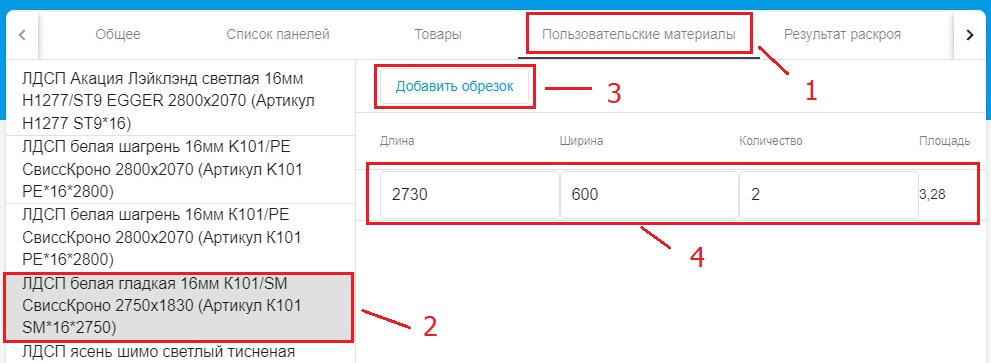 Общее
Список панелей
Товары
Пользовательские материалы
Результат раскроя
1
ЛДСП Акация Лэйклэнд светлая 16мм
H1277/ST9 EGGER 2800x2070 (Артикул
H1277 ST9*16)
ЛДСП белая шагрень 16мм K101/PE
СвиссКроно 2800x2070 (Артикул K101
PE*16*2800)
ЛДСП белая шагрень 16мм К101/PE
СвиссКроно 2800x2070 (Артикул К101
PE*16*2800)
ЛДСП белая гладкая 16мм К101/SM
СвиссКроно 2750x1830 (Артикул К101
SM*16*2750)
2
ЛДСП ясень шимо светлый тисненая
Добавить обрезок
3
Длина
Ширина
Количество
Площадь
2730
600
2
3,28
4